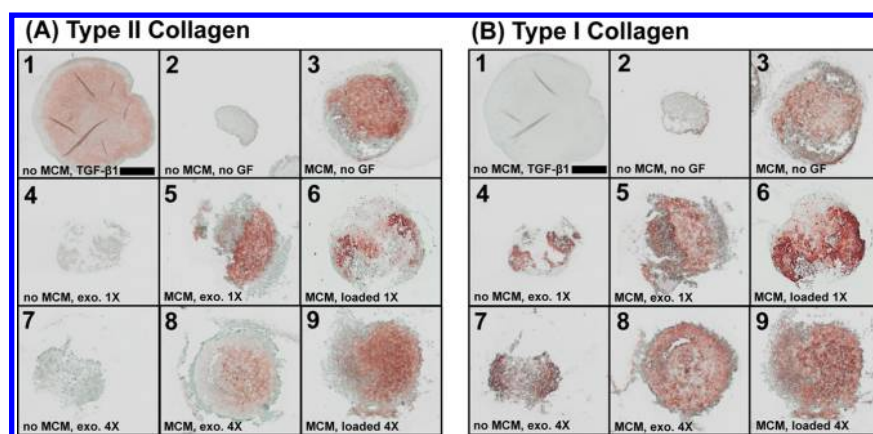 (A) Type II Collagen
1
2
3
no MCM, TGF-β1
no MCM, no GF
MCM, no GF
4
5
6
no MCM, exo. 1X
MCM, exo. 1X
MCM, loaded 1X
7
8
9
no MCM, exo. 4X
MCM, exo. 4X
MCM, loaded 4X
(B) Type I Collagen
1
2
3
no MCM, TGF-β1
no MCM, no GF
MCM, no GF
4
5
6
no MCM, exo. 1X
MCM, exo. 1X
MCM, loaded 1X
7
8
9
no MCM, exo. 4X
MCM, exo. 4X
MCM, loaded 4X